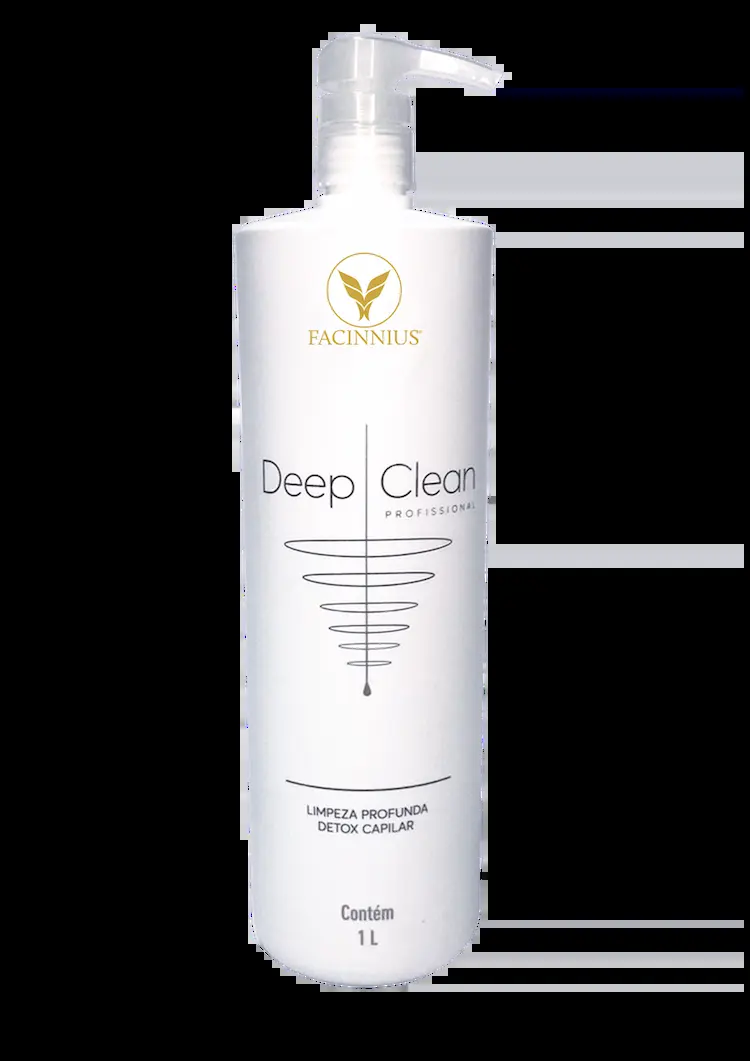 FACINNIUS®
Deep Clean
PROFISSIONAL
LIMPEZA PROFUNDA
DETOX CAPILAR
Contém
1 L